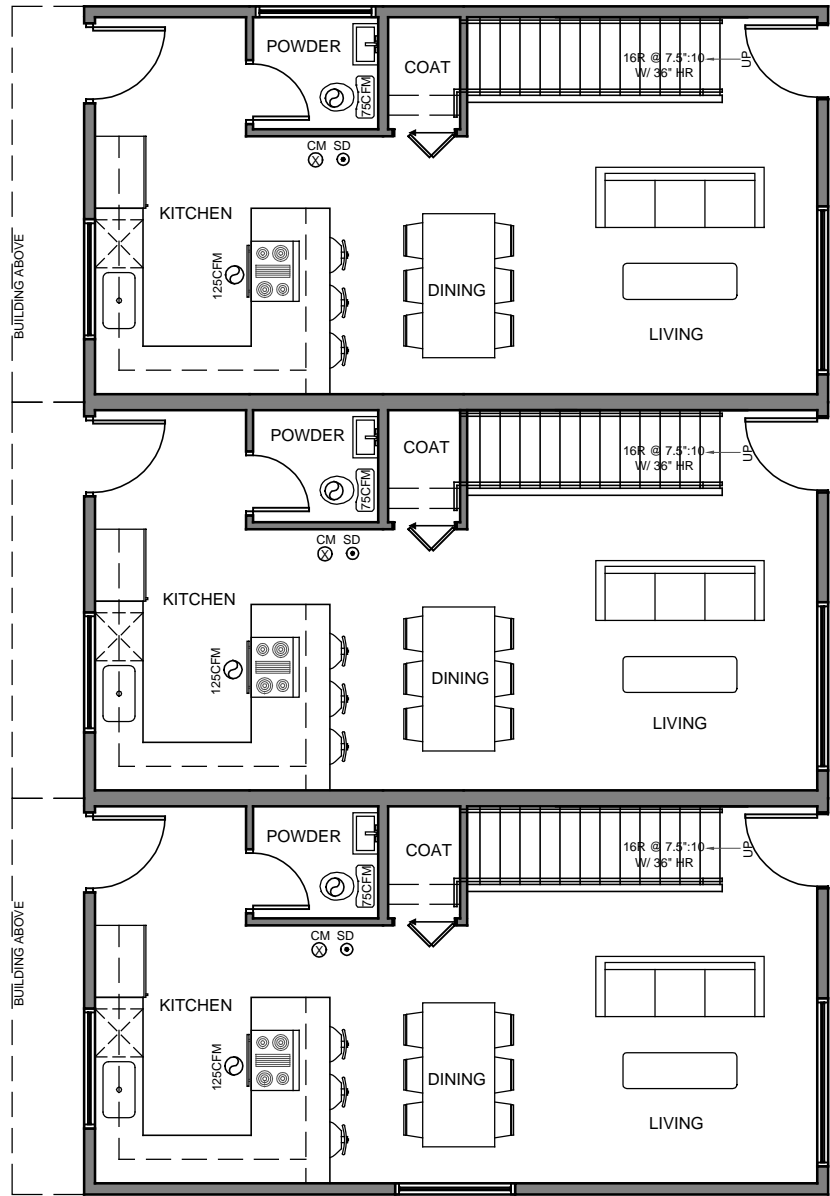 POWDER
COAT
16R @ 7.5":10
W/ 36" HR
UP
75CFM
CM SD
KITCHEN
125CFM
DINING
LIVING
BUILDING ABOVE
POWDER
COAT
16R @ 7.5":10
W/ 36" HR
UP
75CFM
CM SD
KITCHEN
125CFM
DINING
LIVING
POWDER
COAT
16R @ 7.5":10
W/ 36" HR
UP
75CFM
CM SD
KITCHEN
125CFM
DINING
LIVING
BUILDING ABOVE